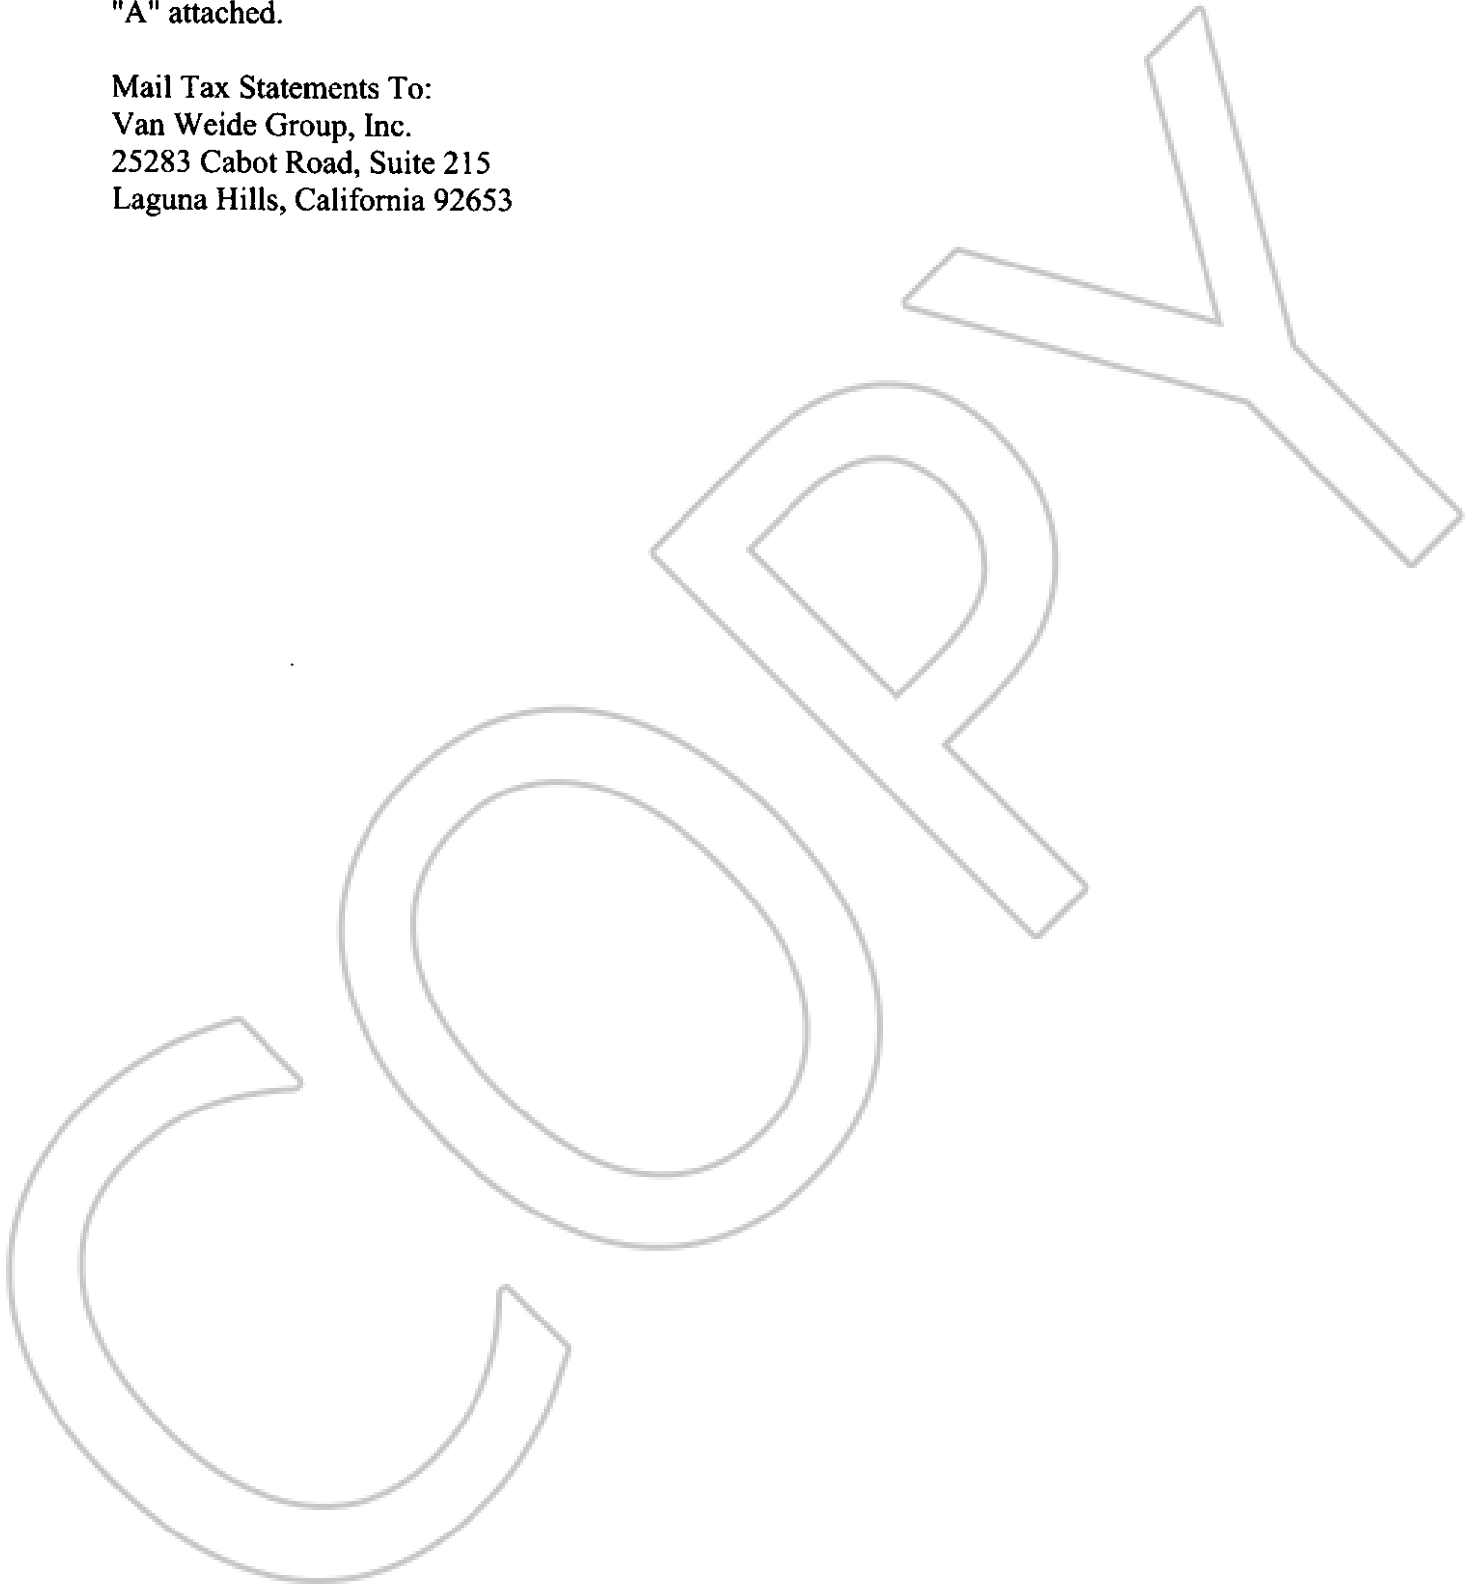 "A" attached.
Mail Tax Statements To:
Van Weide Group, Inc.
25283 Cabot Road, Suite 215
Laguna Hills, California 92653
COPY